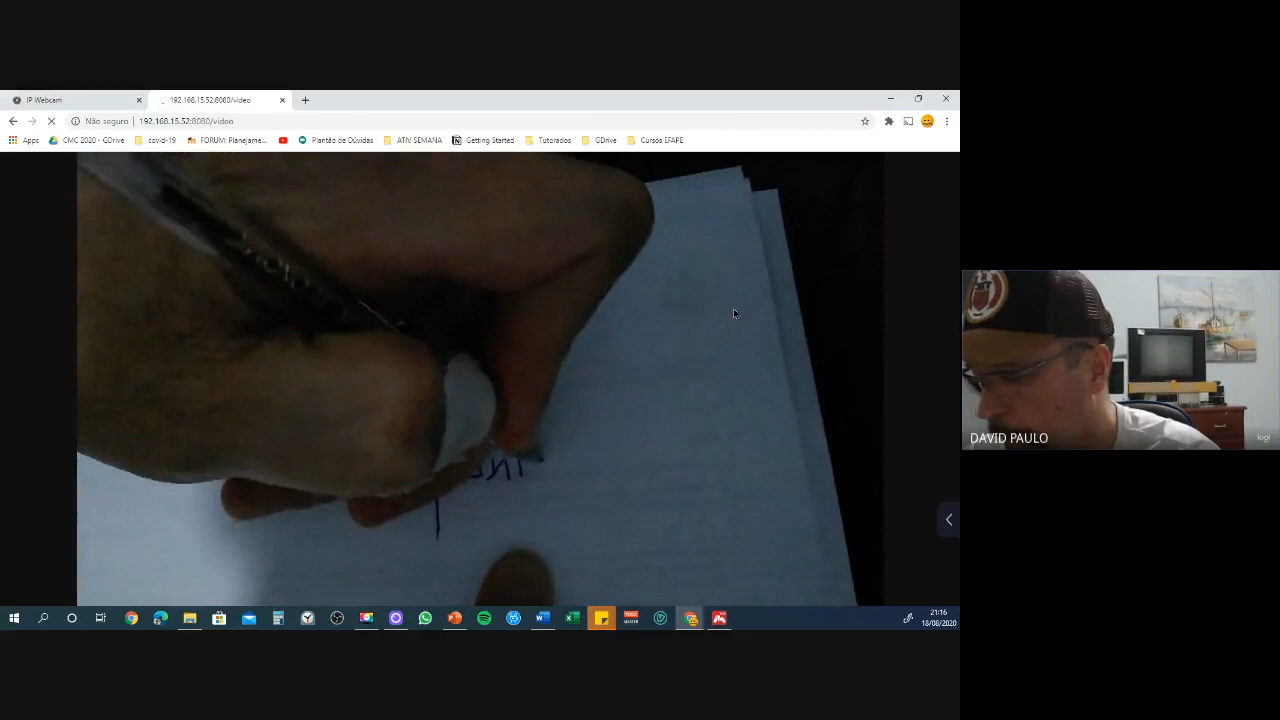 IP Webcam
192.168.15.52:8080/video
Não seguro
192.168.15.52:8080/video
Apps
CMC 2020 - GDrive
covid-19
FORUM: Planejame...
Plantão de Dúvidas
ATIV SEMANA
Getting Started
Tutorados
GDrive
Cursos EFAPE
DAVID PAULO
logi
21:16
18/08/2020